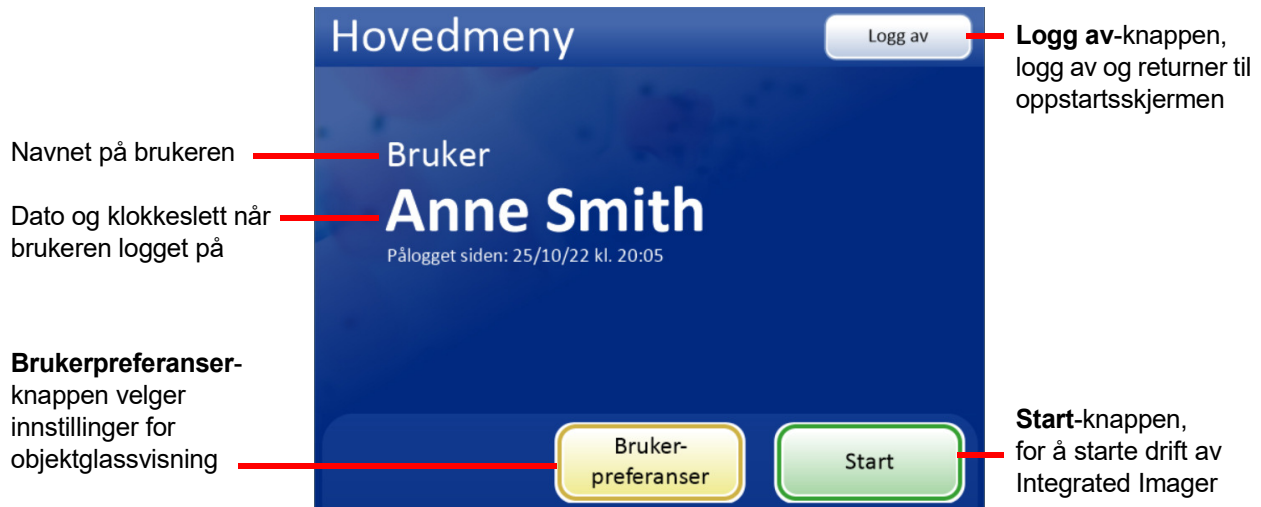 Hovedmeny
Logg av
Logg av-knappen,
logg av og returner til
oppstartsskjermen
Navnet på brukeren
Bruker
Dato og klokkeslett når
brukeren logget på
Anne Smith
Pålogget siden: 25/10/22 kl. 20:05
Brukerpreferanser-
knappen velger
innstillinger for
objektglassvisning
Bruker-
preferanser
Start
Start-knappen,
for å starte drift av
Integrated Imager